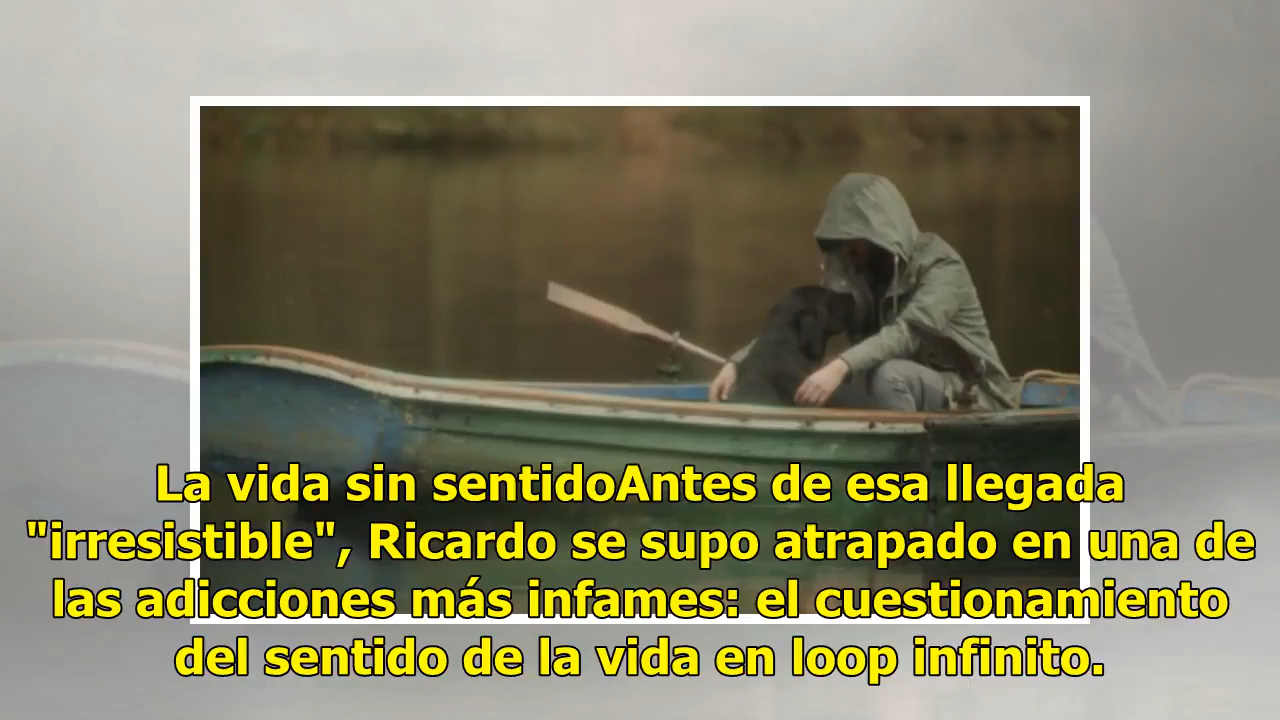 La vida sin sentidoAntes de esa llegada
"irresistible", Ricardo se supo atrapado en una de
las adicciones más infames: el cuestionamiento
del sentido de la vida en loop infinito.